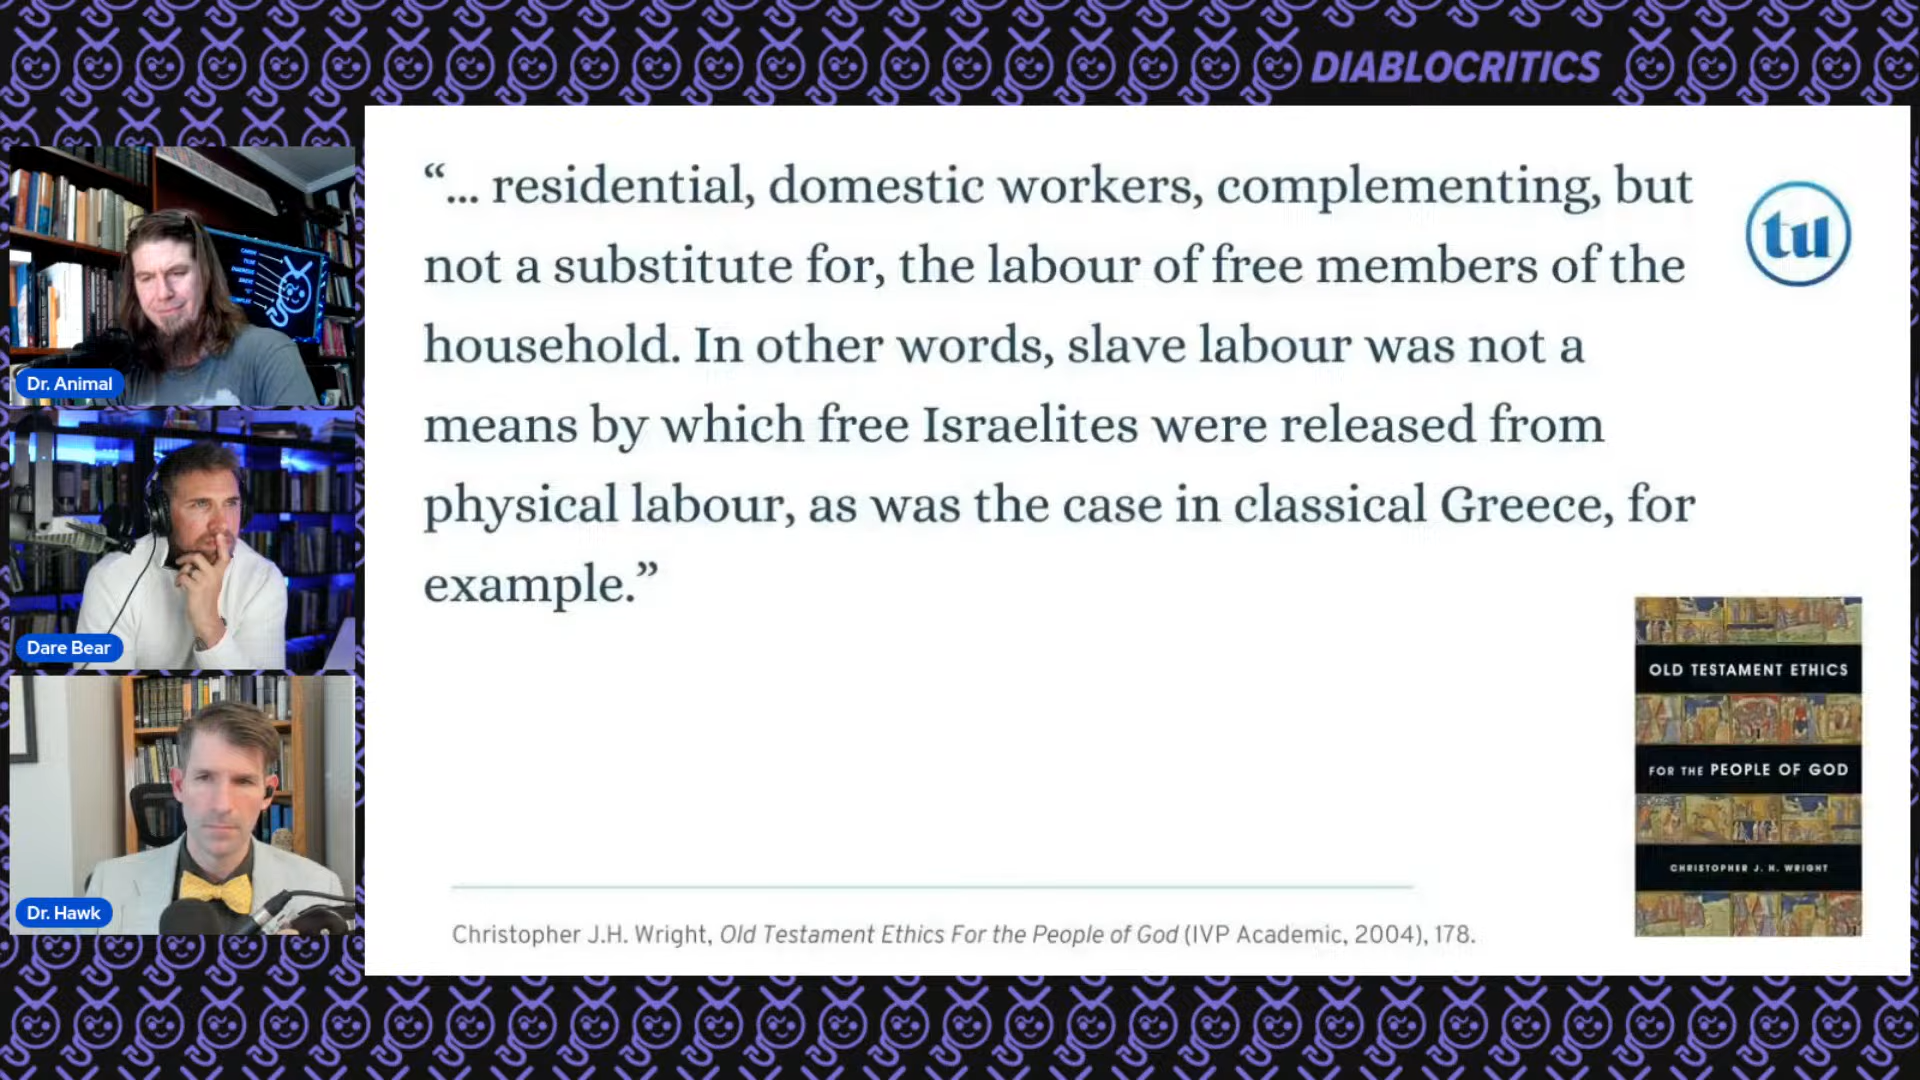 DIABLOCRITICS
“... residential, domestic workers, complementing, but
not a substitute for, the labour of free members of the
household. In other words, slave labour was not a
means by which free Israelites were released from
physical labour, as was the case in classical Greece, for
example.”
tu
Dr. Animal
Dare Bear
Dr. Hawk
OLD TESTAMENT ETHICS
FOR THE PEOPLE OF GOD
CHRISTOPHER J. H. WRIGHT
Christopher J.H. Wright, Old Testament Ethics For the People of God (IVP Academic, 2004), 178.